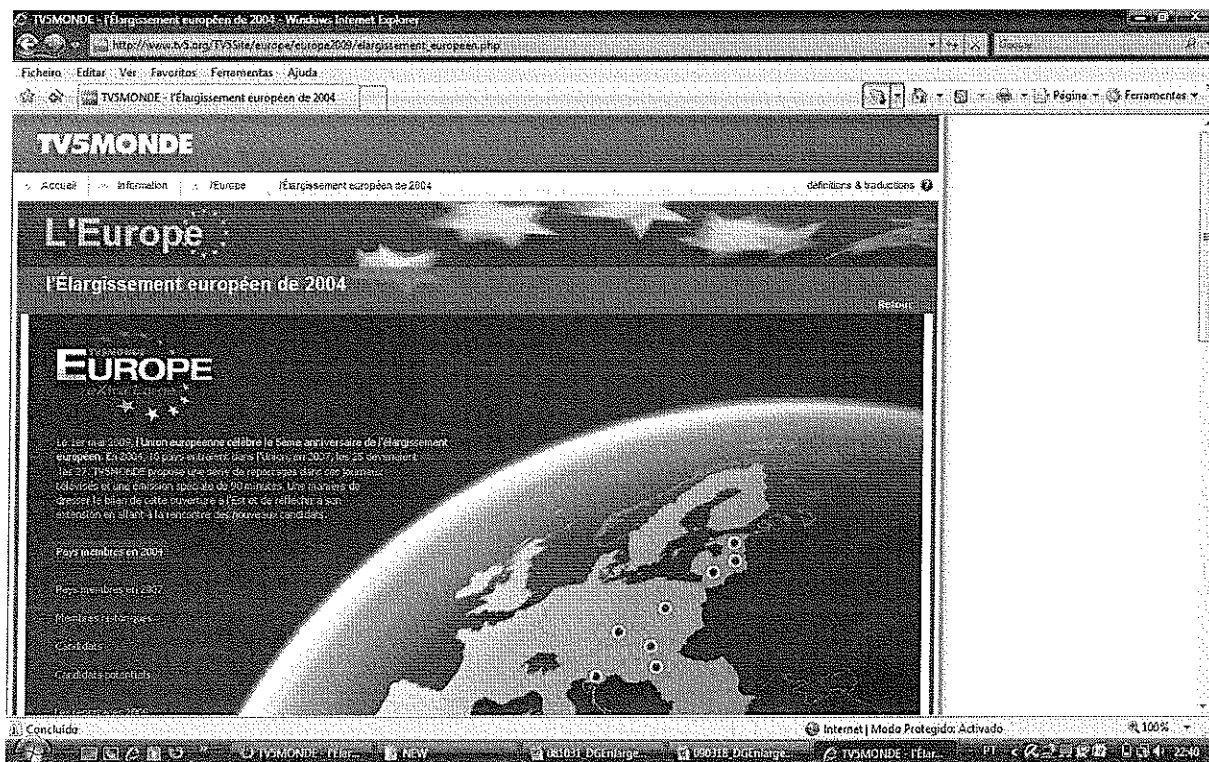 TV5MONDE - l'Élargissement européen de 2004 - Windows Internet Explorer
http://www.tv5.org/TV5Site/europe/europe2009/elargissement_europeen.php
Ficheiro Editar Ver Favoritos Ferramentas Ajuda
TV5MONDE - l'Élargissement européen de 2004
Página Ferramentas
TV5MONDE
Accueil Information l'Europe l'Élargissement européen de 2004 définitions & traductions
L'Europe
l'Élargissement européen de 2004
Retour
TV5MONDE
EUROPE
Le 1er mai 2009, l'Union européenne célèbre le 5ème anniversaire de l'élargissement
européen. En 2004, 10 pays entraient dans l'Union, en 2007, les 25 devenaient
les 27. TV5MONDE propose une série de reportages dans ses journaux
télévisés et une émission spéciale de 90 minutes. Une manière de
dresser le bilan de cette ouverture à l'Est et de réfléchir à son
extension en allant à la rencontre des nouveaux candidats.
Pays membres en 2004
Pays membres en 2007
Membres historiques
Candidats
Candidats potentiels
Concluído
Internet | Modo Protegido: Activado
100%
TV5MONDE - l'Élar...
NEW
081031_DGEnlarge...
090318_DGEnlarge...
TV5MONDE - l'Élar...
PT
22:40